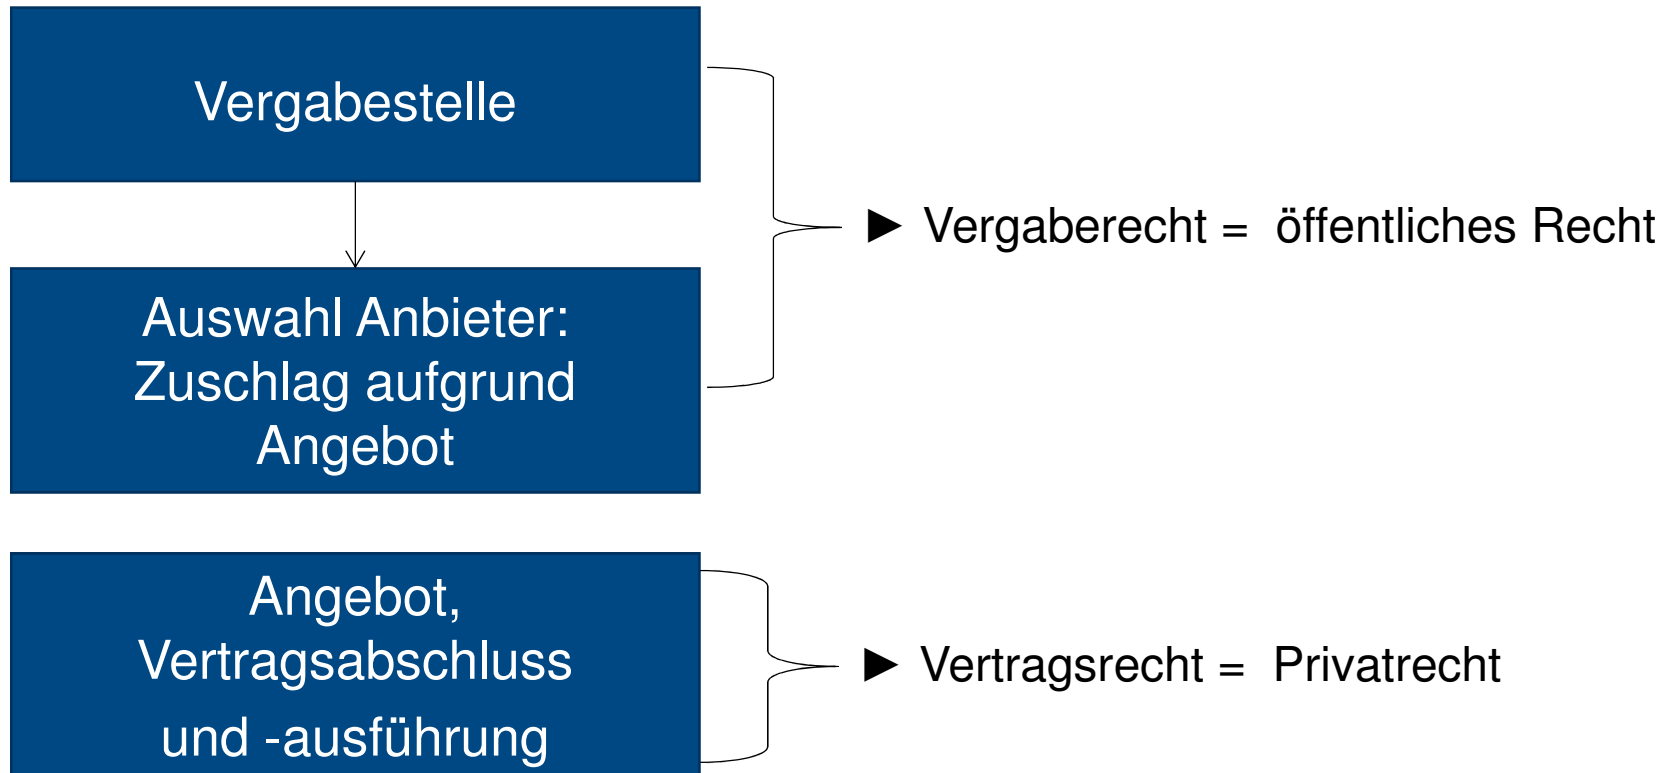 Vergabestelle
► Vergaberecht = öffentliches Recht
Auswahl Anbieter:
Zuschlag aufgrund
Angebot
Angebot,
Vertragsabschluss
und -ausführung
► Vertragsrecht = Privatrecht